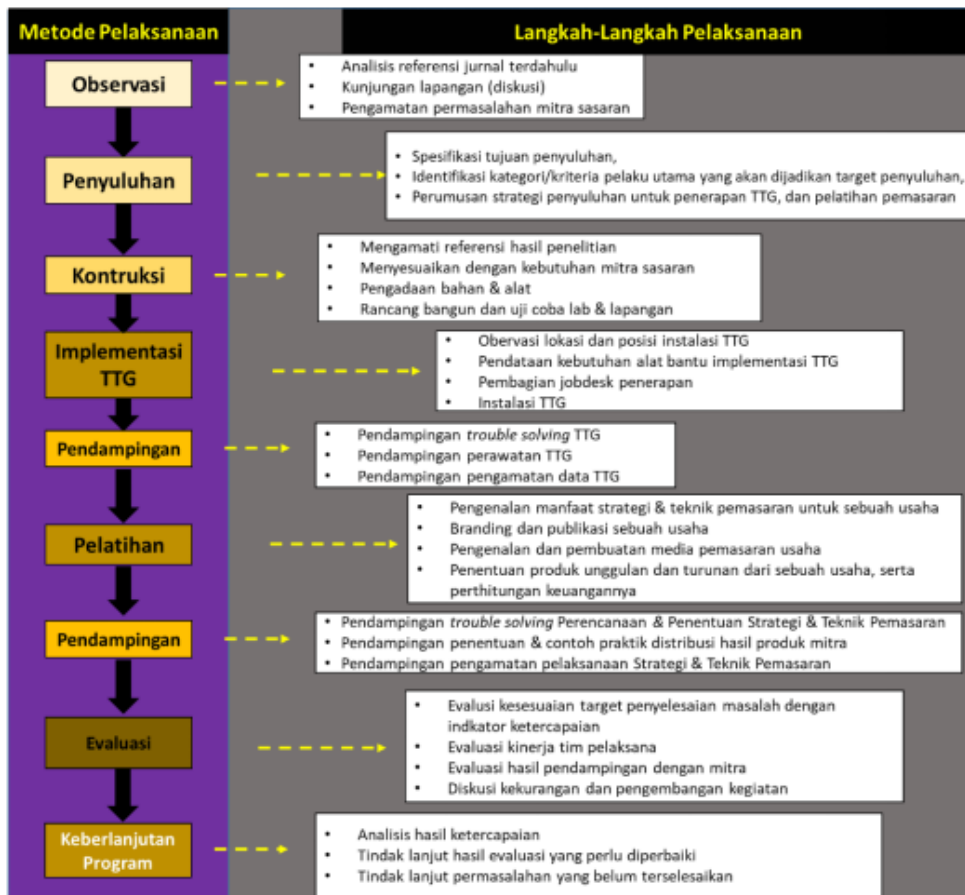 Metode Pelaksanaan
Langkah-Langkah Pelaksanaan
Observasi
• Analisis referensi jurnal terdahulu
• Kunjungan lapangan (diskusi)
• Pengamatan permasalahan mitra sasaran
Penyuluhan
• Spesifikasi tujuan penyuluhan,
• Identifikasi kategori/kriteria pelaku utama yang akan dijadikan target penyuluhan,
• Perumusan strategi penyuluhan untuk penerapan TTG, dan pelatihan pemasaran
Kontruksi
• Mengamati referensi hasil penelitian
• Menyesuaikan dengan kebutuhan mitra sasaran
• Pengadaan bahan & alat
• Rancang bangun dan uji coba lab & lapangan
Implementasi
TTG
• Obervasi lokasi dan posisi instalasi TTG
• Pendataan kebutuhan alat bantu implementasi TTG
• Pembagian jobdesk penerapan
• Instalasi TTG
Pendampingan
• Pendampingan trouble solving TTG
• Pendampingan perawatan TTG
• Pendampingan pengamatan data TTG
Pelatihan
• Pengenalan manfaat strategi & teknik pemasaran untuk sebuah usaha
• Branding dan publikasi sebuah usaha
• Pengenalan dan pembuatan media pemasaran usaha
• Penentuan produk unggulan dan turunan dari sebuah usaha, serta
perthitungan keuangannya
Pendampingan
• Pendampingan trouble solving Perencanaan & Penentuan Strategi & Teknik Pemasaran
• Pendampingan penentuan & contoh praktik distribusi hasil produk mitra
• Pendampingan pengamatan pelaksanaan Strategi & Teknik Pemasaran
Evaluasi
• Evalusi kesesuaian target penyelesaian masalah dengan
indkator ketercapaian
• Evaluasi kinerja tim pelaksana
• Evaluasi hasil pendampingan dengan mitra
• Diskusi kekurangan dan pengembangan kegiatan
Keberlanjutan
Program
• Analisis hasil ketercapaian
• Tindak lanjut hasil evaluasi yang perlu diperbaiki
• Tindak lanjut permasalahan yang belum terselesaikan